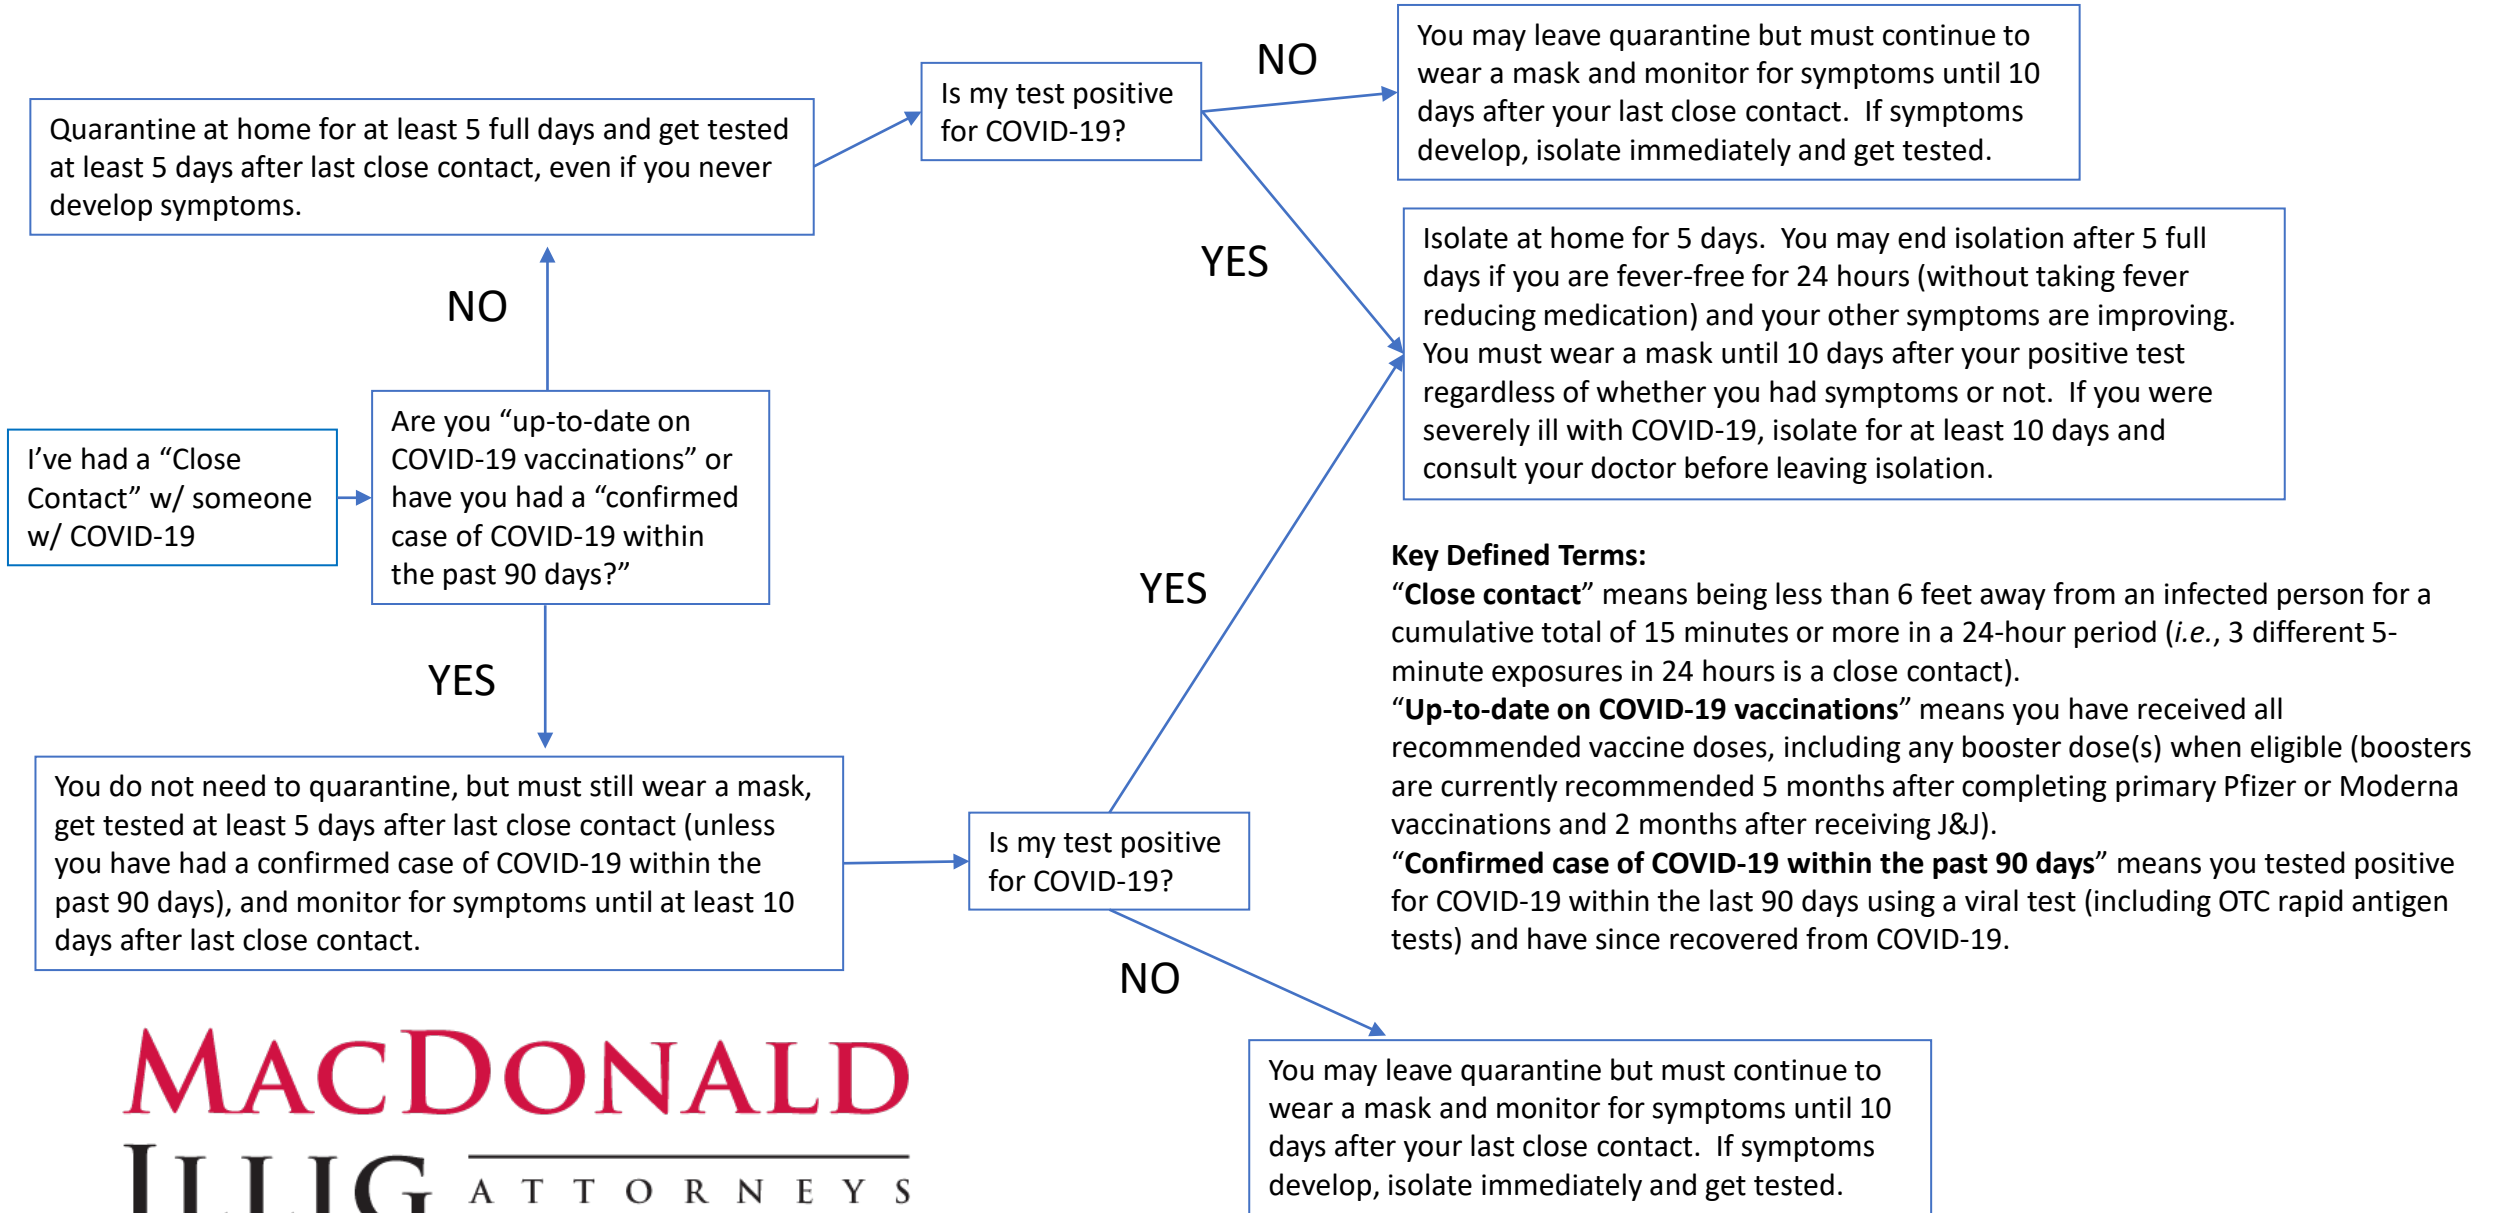 I’ve had a “Close
Contact” w/ someone
w/ COVID-19
Are you “up-to-date on
COVID-19 vaccinations” or
have you had a “confirmed
case of COVID-19 within
the past 90 days?”
NO
Quarantine at home for at least 5 full days and get tested
at least 5 days after last close contact, even if you never
develop symptoms.
Is my test positive
for COVID-19?
NO
You may leave quarantine but must continue to
wear a mask and monitor for symptoms until 10
days after your last close contact.  If symptoms
develop, isolate immediately and get tested.
YES
Isolate at home for 5 days.  You may end isolation after 5 full
days if you are fever-free for 24 hours (without taking fever
reducing medication) and your other symptoms are improving.
You must wear a mask until 10 days after your positive test
regardless of whether you had symptoms or not.  If you were
severely ill with COVID-19, isolate for at least 10 days and
consult your doctor before leaving isolation.
YES
You do not need to quarantine, but must still wear a mask,
get tested at least 5 days after last close contact (unless
you have had a confirmed case of COVID-19 within the
past 90 days), and monitor for symptoms until at least 10
days after last close contact.
Is my test positive
for COVID-19?
YES
NO
You may leave quarantine but must continue to
wear a mask and monitor for symptoms until 10
days after your last close contact.  If symptoms
develop, isolate immediately and get tested.
Key Defined Terms:
“Close contact” means being less than 6 feet away from an infected person for a
cumulative total of 15 minutes or more in a 24-hour period (i.e., 3 different 5-
minute exposures in 24 hours is a close contact).
“Up-to-date on COVID-19 vaccinations” means you have received all
recommended vaccine doses, including any booster dose(s) when eligible (boosters
are currently recommended 5 months after completing primary Pfizer or Moderna
vaccinations and 2 months after receiving J&J).
“Confirmed case of COVID-19 within the past 90 days” means you tested positive
for COVID-19 within the last 90 days using a viral test (including OTC rapid antigen
tests) and have since recovered from COVID-19.
MACDONALD
ILLIG ATTORNEYS